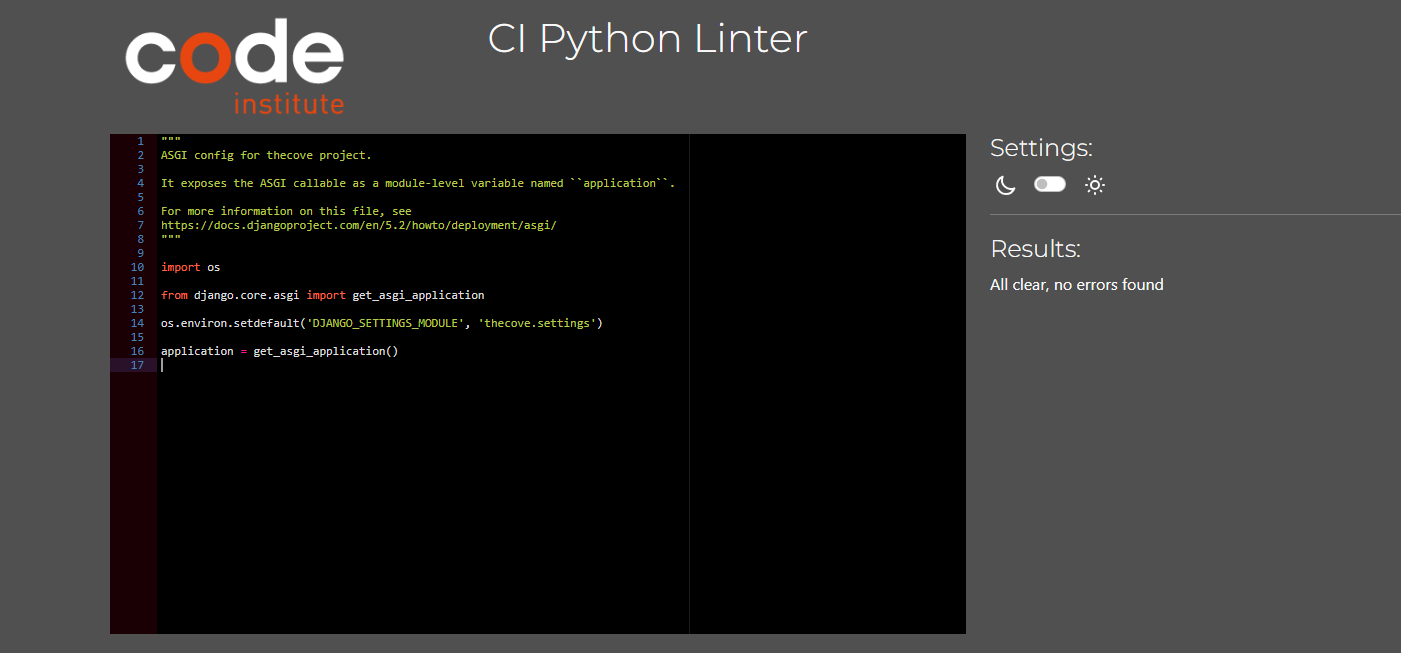 code
institute
CI Python Linter
1 """
2 ASGI config for thecove project.
3
4 It exposes the ASGI callable as a module-level variable named ``application``.
5
6 For more information on this file, see
7 https://docs.djangoproject.com/en/5.2/howto/deployment/asgi/
8 """
9
10 import os
11
12 from django.core.asgi import get_asgi_application
13
14 os.environ.setdefault('DJANGO_SETTINGS_MODULE', 'thecove.settings')
15
16 application = get_asgi_application()
17
Settings:
Results:
All clear, no errors found